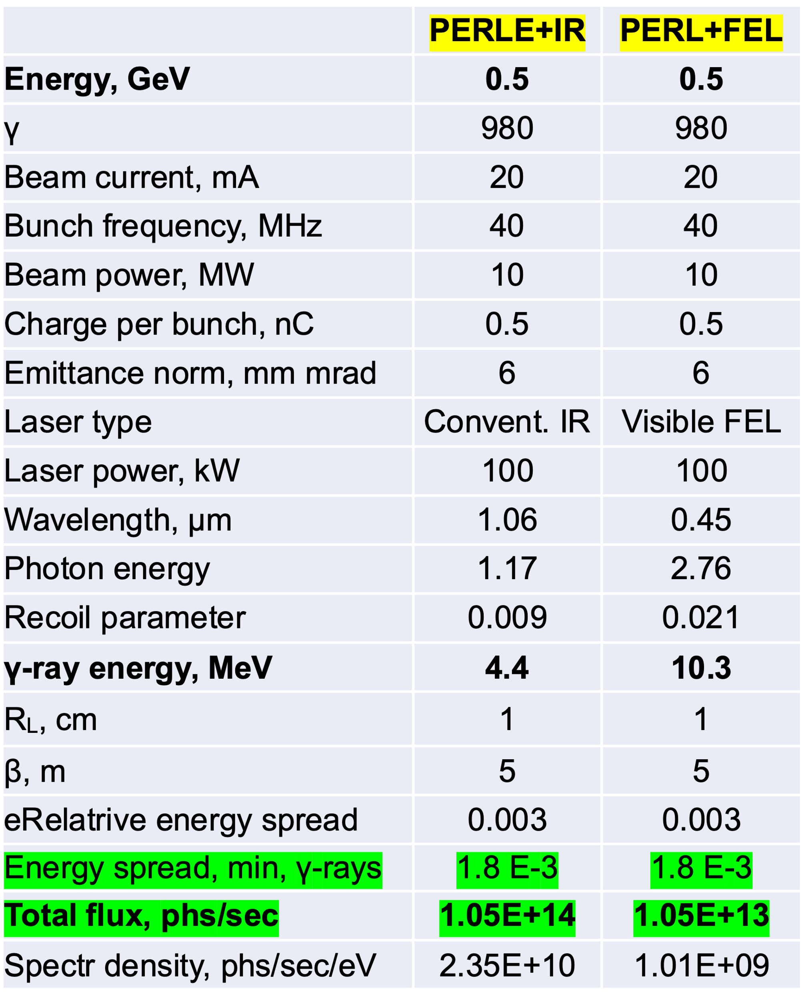 PERLE+IR PERL+FEL
Energy, GeV 0.5 0.5
γ 980 980
Beam current, mA 20 20
Bunch frequency, MHz 40 40
Beam power, MW 10 10
Charge per bunch, nC 0.5 0.5
Emittance norm, mm mrad 6 6
Laser type Convent. IR Visible FEL
Laser power, kW 100 100
Wavelength, μm 1.06 0.45
Photon energy 1.17 2.76
Recoil parameter 0.009 0.021
γ-ray energy, MeV 4.4 10.3
RL, cm 1 1
β, m 5 5
eRelatrive energy spread 0.003 0.003
Energy spread, min, γ-rays 1.8 E-3 1.8 E-3
Total flux, phs/sec 1.05E+14 1.05E+13
Spectr density, phs/sec/eV 2.35E+10 1.01E+09